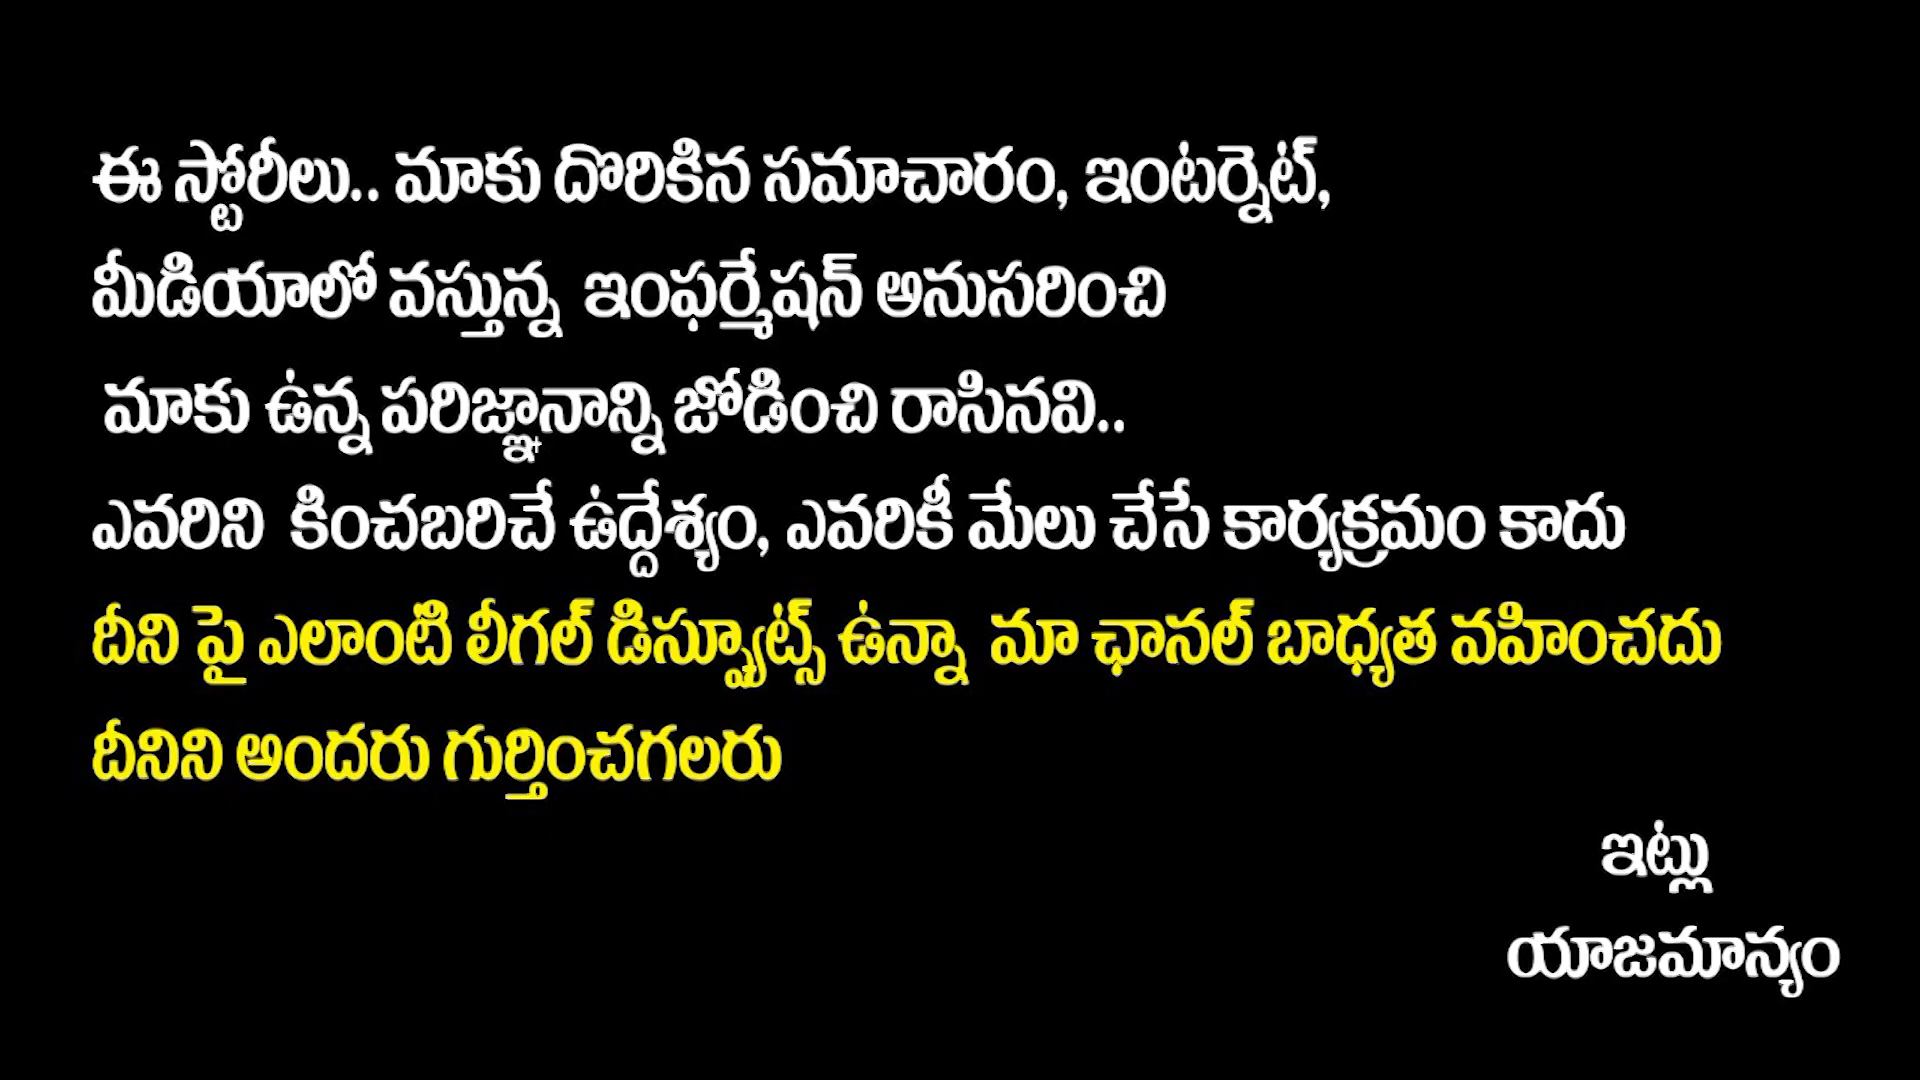 ఈ స్టోరీలు.. మాకు దొరికిన సమాచారం, ఇంటర్నెట్,
మీడియాలో వస్తున్న ఇంఫర్మేషన్ అనుసరించి
మాకు ఉన్న పరిజ్ఞానాన్ని జోడించి రాసినవి..
ఎవరిని కించబరిచే ఉద్దేశ్యం, ఎవరికీ మేలు చేసే కార్యక్రమం కాదు
దీని పై ఎలాంటి లీగల్ డిస్ప్యూట్స్ ఉన్నా మా ఛానల్ బాధ్యత వహించదు
దీనిని అందరు గుర్తించగలరు
ఇట్లు
యాజమాన్యం